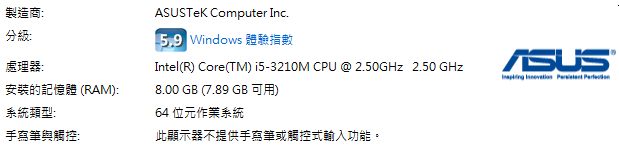 製造商: ASUSTeK Computer Inc.
分級: 5.9 Windows 體驗指數
處理器: Intel(R) Core(TM) i5-3210M CPU @ 2.50GHz 2.50 GHz
安裝的記憶體 (RAM): 8.00 GB (7.89 GB 可用)
系統類型: 64 位元作業系統
手寫筆與觸控: 此顯示器不提供手寫筆或觸控式輸入功能。
ASUS
Inspiring Innovation Persistent Perfection